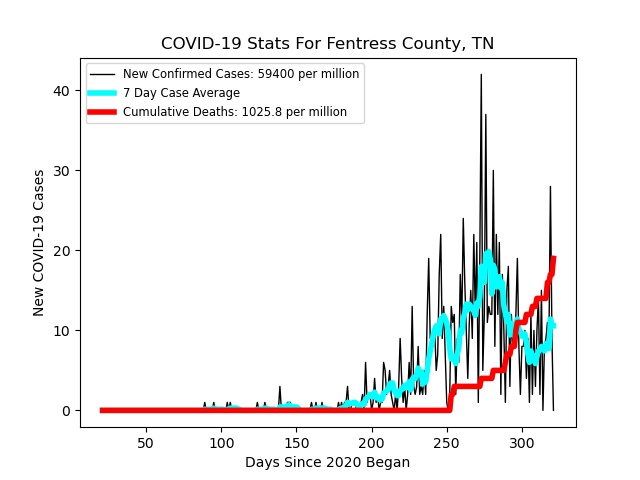 COVID-19 Stats For Fentress County, TN
New Confirmed Cases: 59400 per million
7 Day Case Average
Cumulative Deaths: 1025.8 per million
New COVID-19 Cases
40
30
20
10
0
50 100 150 200 250 300
Days Since 2020 Began